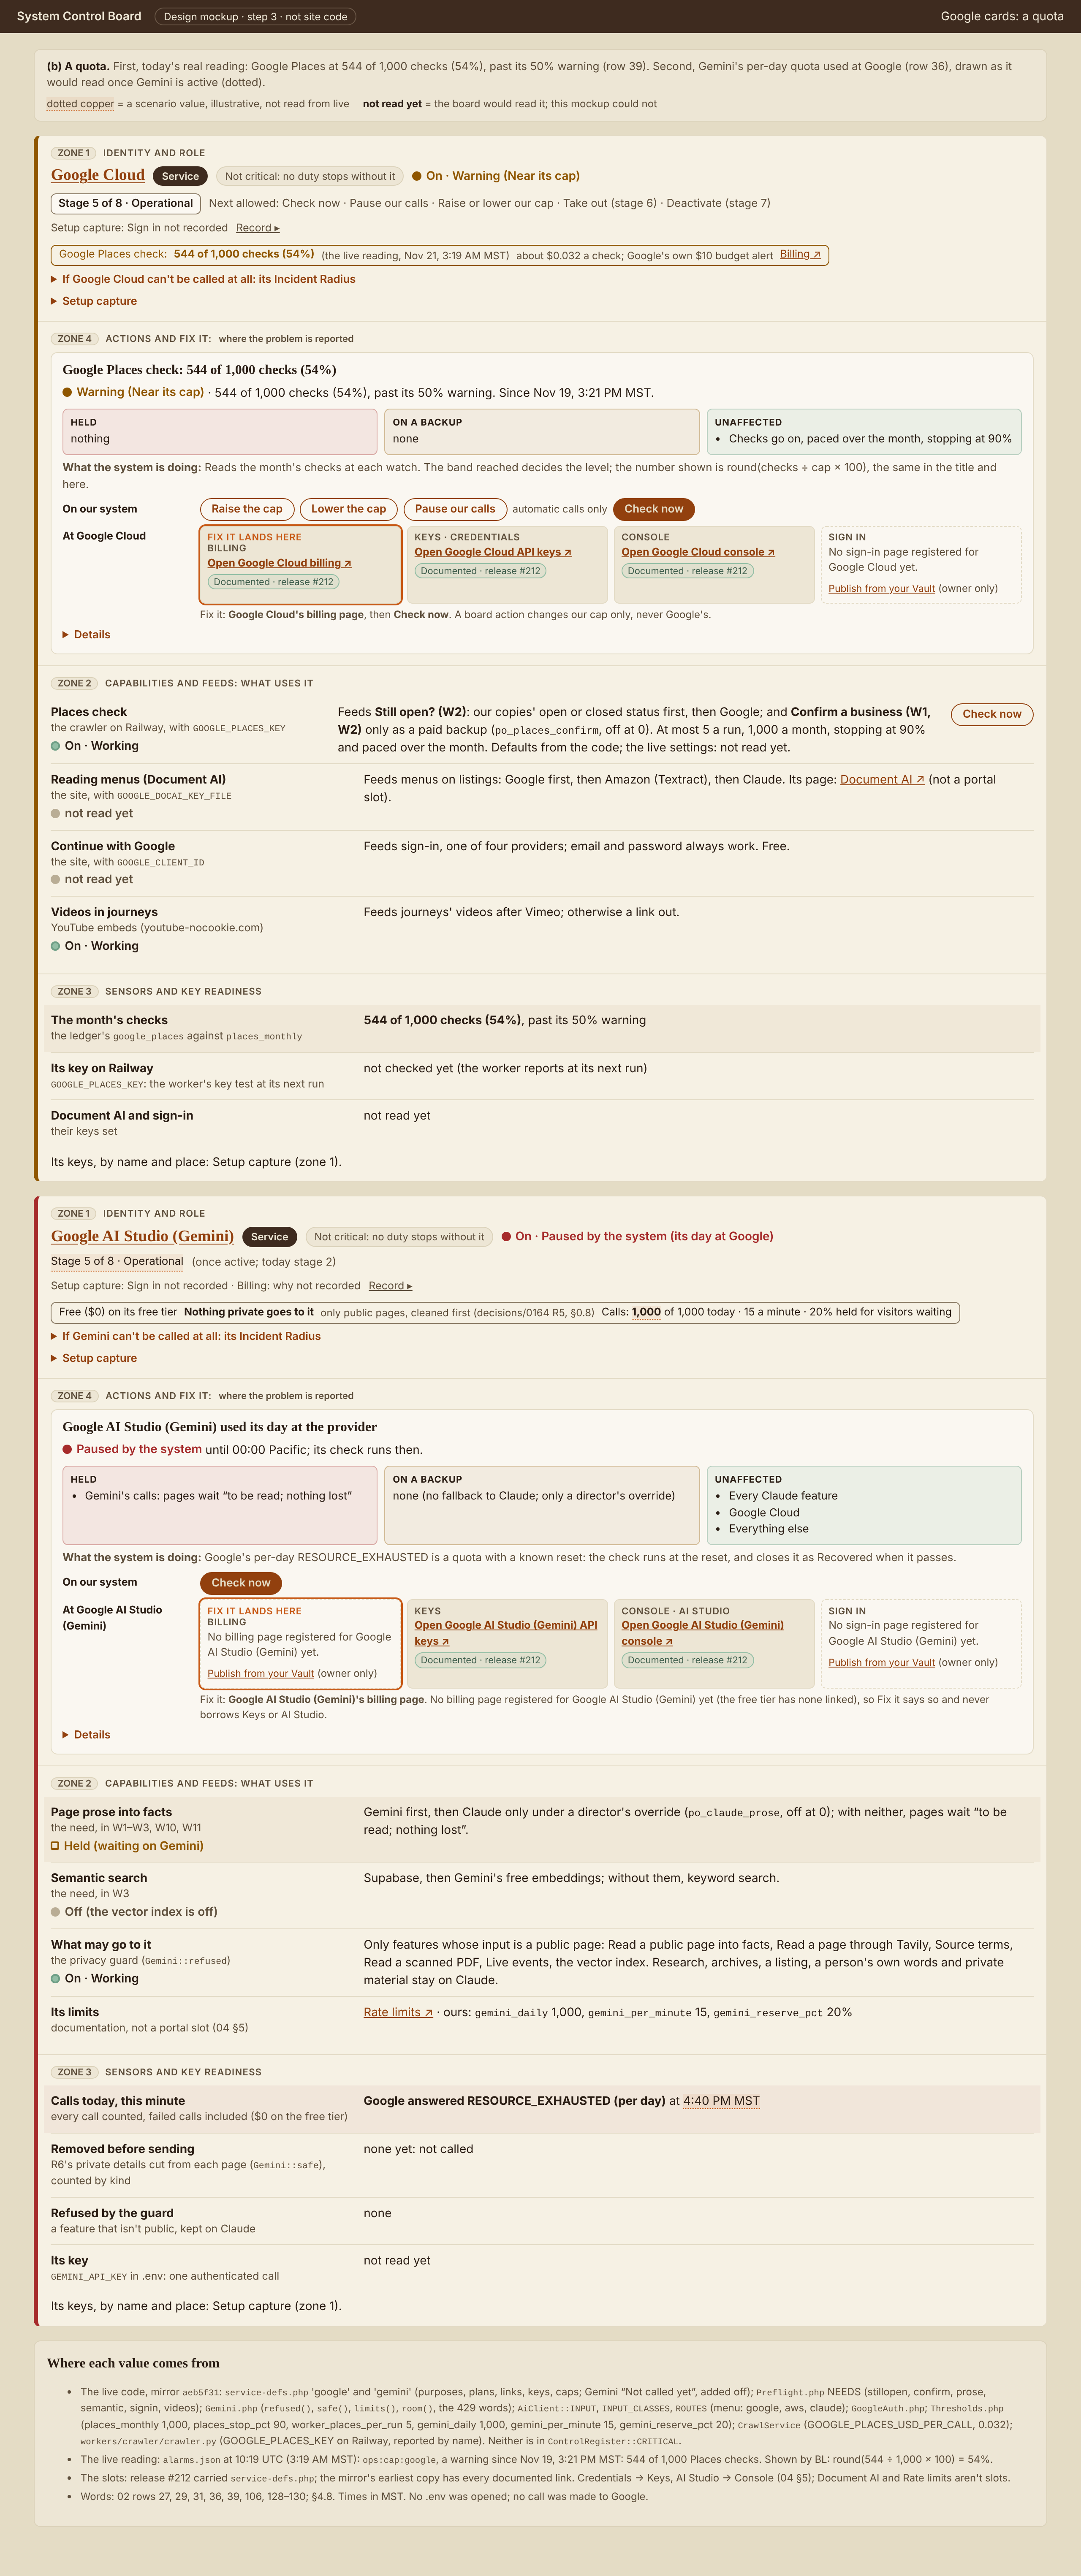 System Control Board
Design mockup · step 3 · not site code
Google cards: a quota
(b) A quota. First, today's real reading: Google Places at 544 of 1,000 checks (54%), past its 50% warning (row 39). Second, Gemini's per-day quota used at Google (row 36), drawn as it
would read once Gemini is active (dotted).
dotted copper = a scenario value, illustrative, not read from live not read yet = the board would read it; this mockup could not
ZONE 1 IDENTITY AND ROLE
Google Cloud Service Not critical: no duty stops without it On · Warning (Near its cap)
Stage 5 of 8 · Operational Next allowed: Check now · Pause our calls · Raise or lower our cap · Take out (stage 6) · Deactivate (stage 7)
Setup capture: Sign in not recorded Record ▸
Google Places check: 544 of 1,000 checks (54%) (the live reading, Nov 21, 3:19 AM MST) about $0.032 a check; Google's own $10 budget alert Billing ↗
▶ If Google Cloud can't be called at all: its Incident Radius
▶ Setup capture
ZONE 4 ACTIONS AND FIX IT: where the problem is reported
Google Places check: 544 of 1,000 checks (54%)
Warning (Near its cap) · 544 of 1,000 checks (54%), past its 50% warning. Since Nov 19, 3:21 PM MST.
HELD
nothing
ON A BACKUP
none
UNAFFECTED
• Checks go on, paced over the month, stopping at 90%
What the system is doing: Reads the month's checks at each watch. The band reached decides the level; the number shown is round(checks ÷ cap × 100), the same in the title and
here.
On our system Raise the cap Lower the cap Pause our calls automatic calls only Check now
At Google Cloud
FIX IT LANDS HERE
BILLING
Open Google Cloud billing ↗
Documented · release #212
KEYS · CREDENTIALS
Open Google Cloud API keys ↗
Documented · release #212
CONSOLE
Open Google Cloud console ↗
Documented · release #212
SIGN IN
No sign-in page registered for
Google Cloud yet.
Publish from your Vault (owner only)
Fix it: Google Cloud's billing page, then Check now. A board action changes our cap only, never Google's.
▶ Details
ZONE 2 CAPABILITIES AND FEEDS: WHAT USES IT
Places check
the crawler on Railway, with GOOGLE_PLACES_KEY
On · Working
Feeds Still open? (W2): our copies' open or closed status first, then Google; and Confirm a business (W1,
W2) only as a paid backup (po_places_confirm, off at 0). At most 5 a run, 1,000 a month, stopping at 90%
and paced over the month. Defaults from the code; the live settings: not read yet.
Check now
Reading menus (Document AI)
the site, with GOOGLE_DOCAI_KEY_FILE
not read yet
Feeds menus on listings: Google first, then Amazon (Textract), then Claude. Its page: Document AI ↗ (not a portal
slot).
Continue with Google
the site, with GOOGLE_CLIENT_ID
not read yet
Feeds sign-in, one of four providers; email and password always work. Free.
Videos in journeys
YouTube embeds (youtube-nocookie.com)
On · Working
Feeds journeys' videos after Vimeo; otherwise a link out.
ZONE 3 SENSORS AND KEY READINESS
The month's checks
the ledger's google_places against places_monthly
544 of 1,000 checks (54%), past its 50% warning
Its key on Railway
GOOGLE_PLACES_KEY: the worker's key test at its next run
not checked yet (the worker reports at its next run)
Document AI and sign-in
their keys set
not read yet
Its keys, by name and place: Setup capture (zone 1).
ZONE 1 IDENTITY AND ROLE
Google AI Studio (Gemini) Service Not critical: no duty stops without it On · Paused by the system (its day at Google)
Stage 5 of 8 · Operational (once active; today stage 2)
Setup capture: Sign in not recorded · Billing: why not recorded Record ▸
Free ($0) on its free tier Nothing private goes to it only public pages, cleaned first (decisions/0164 R5, §0.8) Calls: 1,000 of 1,000 today · 15 a minute · 20% held for visitors waiting
▶ If Gemini can't be called at all: its Incident Radius
▶ Setup capture
ZONE 4 ACTIONS AND FIX IT: where the problem is reported
Google AI Studio (Gemini) used its day at the provider
Paused by the system until 00:00 Pacific; its check runs then.
HELD
• Gemini's calls: pages wait “to be read; nothing lost”
ON A BACKUP
none (no fallback to Claude; only a director's override)
UNAFFECTED
• Every Claude feature
• Google Cloud
• Everything else
What the system is doing: Google's per-day RESOURCE_EXHAUSTED is a quota with a known reset: the check runs at the reset, and closes it as Recovered when it passes.
On our system Check now
At Google AI Studio
(Gemini)
FIX IT LANDS HERE
BILLING
No billing page registered for Google
AI Studio (Gemini) yet.
Publish from your Vault (owner only)
KEYS
Open Google AI Studio (Gemini) API
keys ↗
Documented · release #212
CONSOLE · AI STUDIO
Open Google AI Studio (Gemini)
console ↗
Documented · release #212
SIGN IN
No sign-in page registered for
Google AI Studio (Gemini) yet.
Publish from your Vault (owner only)
Fix it: Google AI Studio (Gemini)'s billing page. No billing page registered for Google AI Studio (Gemini) yet (the free tier has none linked), so Fix it says so and never
borrows Keys or AI Studio.
▶ Details
ZONE 2 CAPABILITIES AND FEEDS: WHAT USES IT
Page prose into facts
the need, in W1–W3, W10, W11
Held (waiting on Gemini)
Gemini first, then Claude only under a director's override (po_claude_prose, off at 0); with neither, pages wait “to be
read; nothing lost”.
Semantic search
the need, in W3
Off (the vector index is off)
Supabase, then Gemini's free embeddings; without them, keyword search.
What may go to it
the privacy guard (Gemini::refused)
On · Working
Only features whose input is a public page: Read a public page into facts, Read a page through Tavily, Source terms,
Read a scanned PDF, Live events, the vector index. Research, archives, a listing, a person's own words and private
material stay on Claude.
Its limits
documentation, not a portal slot (04 §5)
Rate limits ↗ · ours: gemini_daily 1,000, gemini_per_minute 15, gemini_reserve_pct 20%
ZONE 3 SENSORS AND KEY READINESS
Calls today, this minute
every call counted, failed calls included ($0 on the free tier)
Google answered RESOURCE_EXHAUSTED (per day) at 4:40 PM MST
Removed before sending
R6's private details cut from each page (Gemini::safe),
counted by kind
none yet: not called
Refused by the guard
a feature that isn't public, kept on Claude
none
Its key
GEMINI_API_KEY in .env: one authenticated call
not read yet
Its keys, by name and place: Setup capture (zone 1).
Where each value comes from
• The live code, mirror aeb5f31: service-defs.php 'google' and 'gemini' (purposes, plans, links, keys, caps; Gemini “Not called yet”, added off); Preflight.php NEEDS (stillopen, confirm, prose,
semantic, signin, videos); Gemini.php (refused(), safe(), limits(), room(), the 429 words); AiClient::INPUT, INPUT_CLASSES, ROUTES (menu: google, aws, claude); GoogleAuth.php; Thresholds.php
(places_monthly 1,000, places_stop_pct 90, worker_places_per_run 5, gemini_daily 1,000, gemini_per_minute 15, gemini_reserve_pct 20); CrawlService (GOOGLE_PLACES_USD_PER_CALL, 0.032);
workers/crawler/crawler.py (GOOGLE_PLACES_KEY on Railway, reported by name). Neither is in ControlRegister::CRITICAL.
• The live reading: alarms.json at 10:19 UTC (3:19 AM MST): ops:cap:google, a warning since Nov 19, 3:21 PM MST: 544 of 1,000 Places checks. Shown by BL: round(544 ÷ 1,000 × 100) = 54%.
• The slots: release #212 carried service-defs.php; the mirror's earliest copy has every documented link. Credentials → Keys, AI Studio → Console (04 §5); Document AI and Rate limits aren't slots.
• Words: 02 rows 27, 29, 31, 36, 39, 106, 128–130; §4.8. Times in MST. No .env was opened; no call was made to Google.